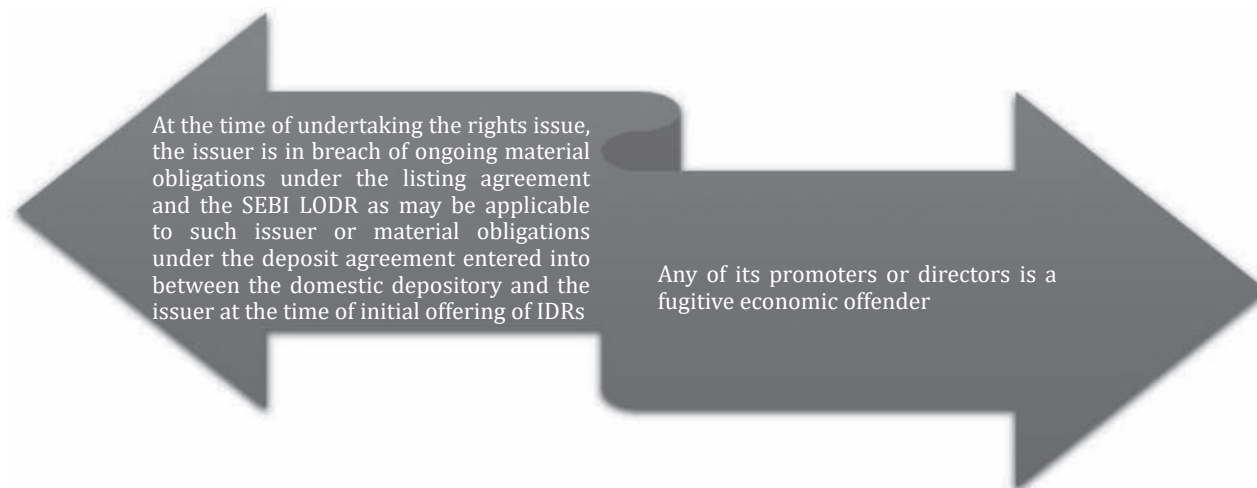 At the time of undertaking the rights issue,
the issuer is in breach of ongoing material
obligations under the listing agreement
and the SEBI LODR as may be applicable
to such issuer or material obligations
under the deposit agreement entered into
between the domestic depository and the
issuer at the time of initial offering of IDRs
Any of its promoters or directors is a
fugitive economic offender